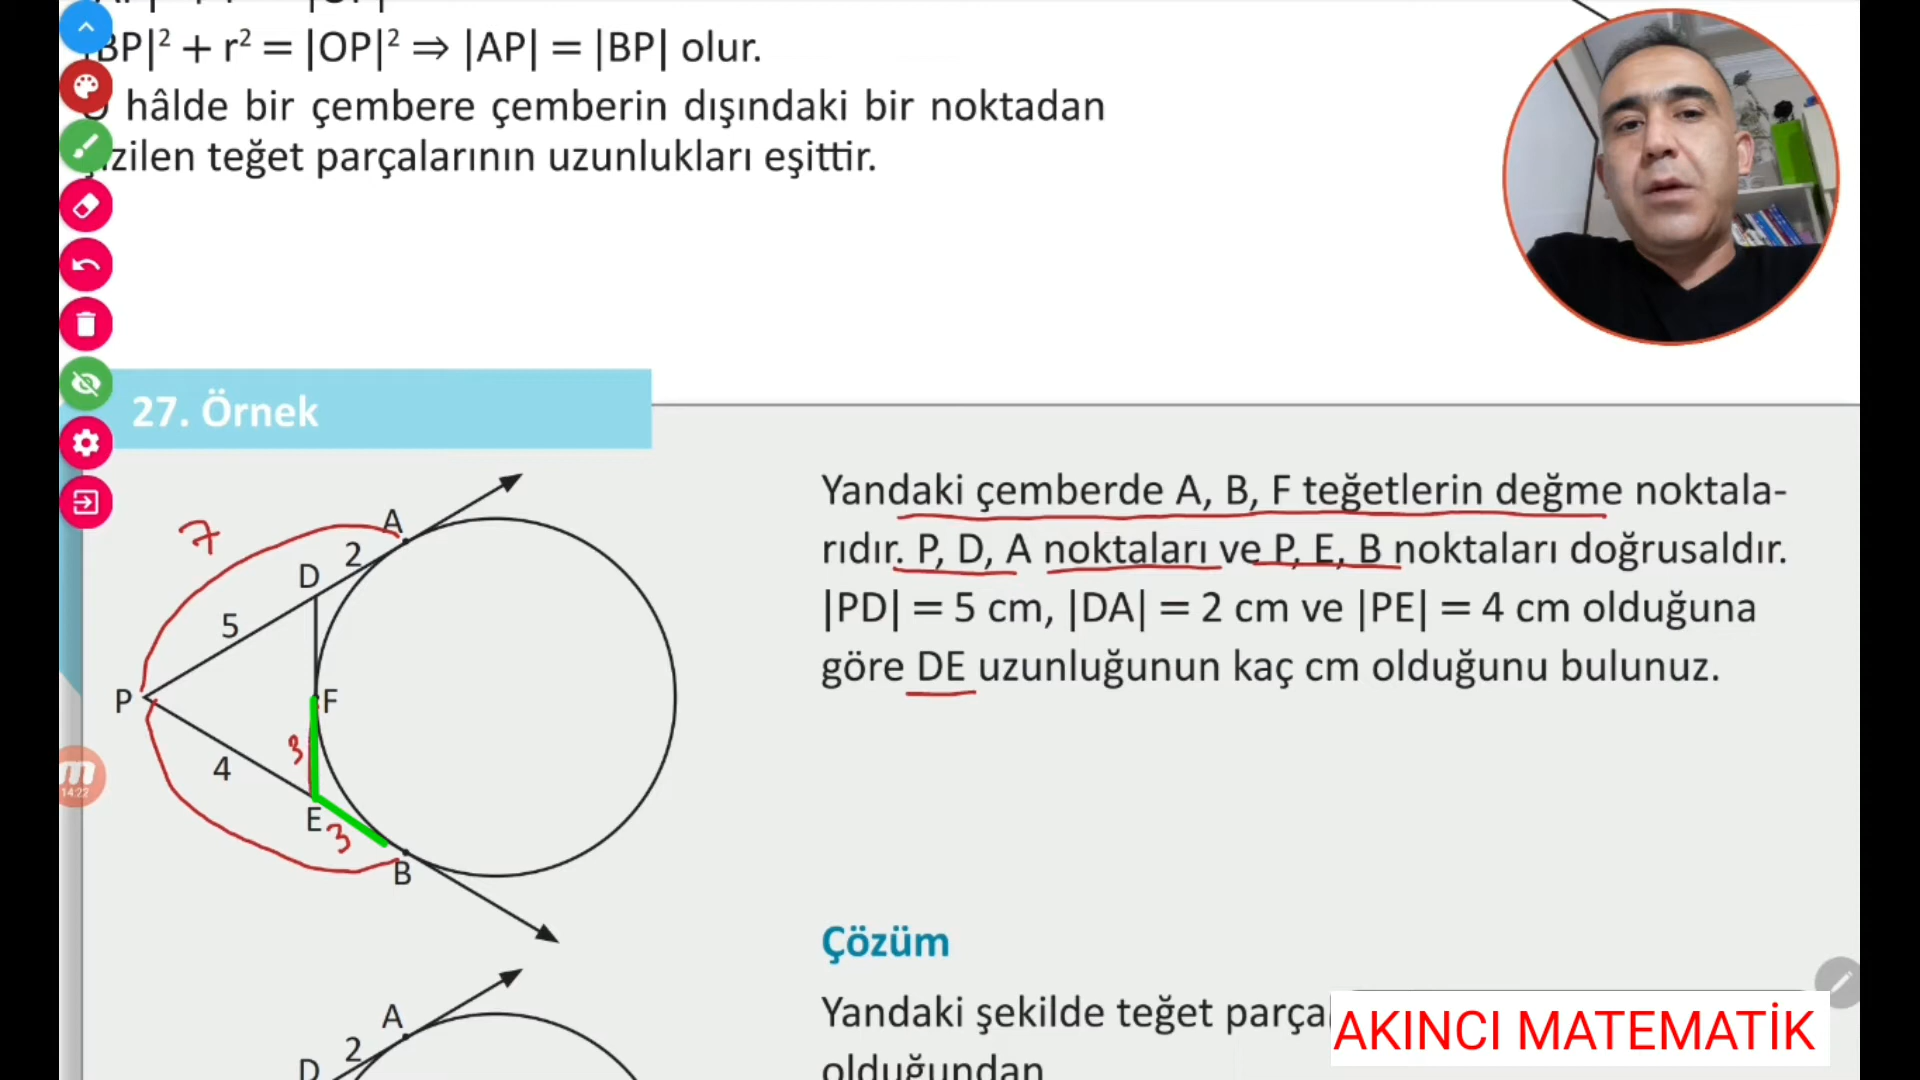 BP|² + r² = |OP|² ⇒ |AP| = |BP| olur.
hâlde bir çembere çemberin dışındaki bir noktadan
çizilen teğet parçalarının uzunlukları eşittir.
27. Örnek
A
7
2
D
5
P
F
3
4
E
3
B
Yandaki çemberde A, B, F teğetlerin değme noktala-
rıdır. P, D, A noktaları ve P, E, B noktaları doğrusaldır.
|PD| = 5 cm, |DA| = 2 cm ve |PE| = 4 cm olduğuna
göre DE uzunluğunun kaç cm olduğunu bulunuz.
14:22
Çözüm
Yandaki şekilde teğet
olduğundan
A
2
D
AKINCI MATEMATİK